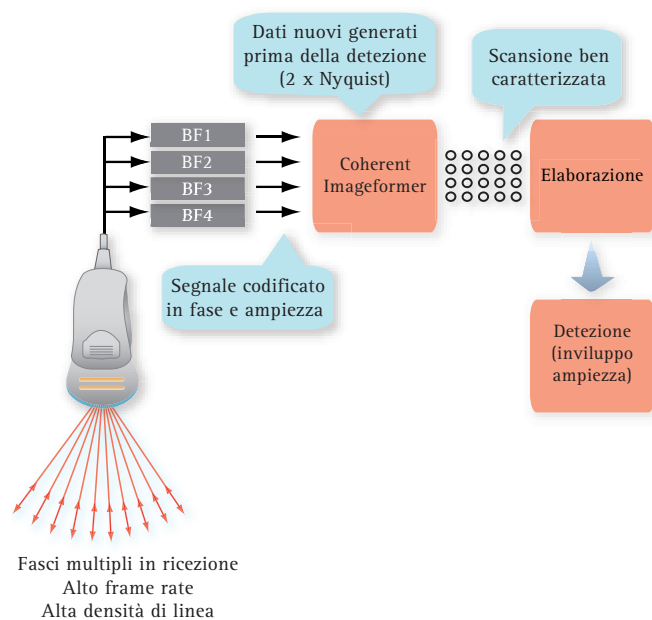 Dati nuovi generati
prima della detezione
(2 x Nyquist)
Scansione ben
caratterizzata
BF1
BF2
BF3
BF4
Coherent
Imageformer
Elaborazione
Segnale codificato
in fase e ampiezza
Detezione
(inviluppo
ampiezza)
Fasci multipli in ricezione
Alto frame rate
Alta densità di linea